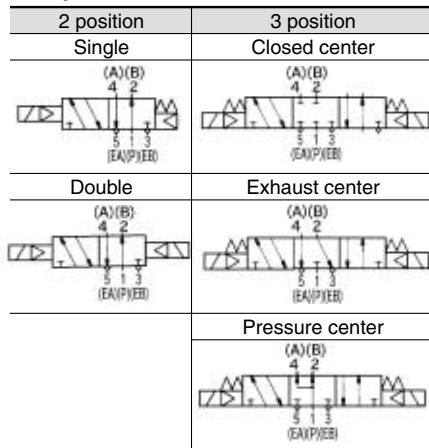 2 position
3 position
Single
Closed center
(A)(B)
4 2
5 1 3
(EA)(P)(EB)
(A)(B)
4 2
5 1 3
(EA)(P)(EB)
Double
Exhaust center
(A)(B)
4 2
5 1 3
(EA)(P)(EB)
(A)(B)
4 2
5 1 3
(EA)(P)(EB)
Pressure center
(A)(B)
4 2
5 1 3
(EA)(P)(EB)